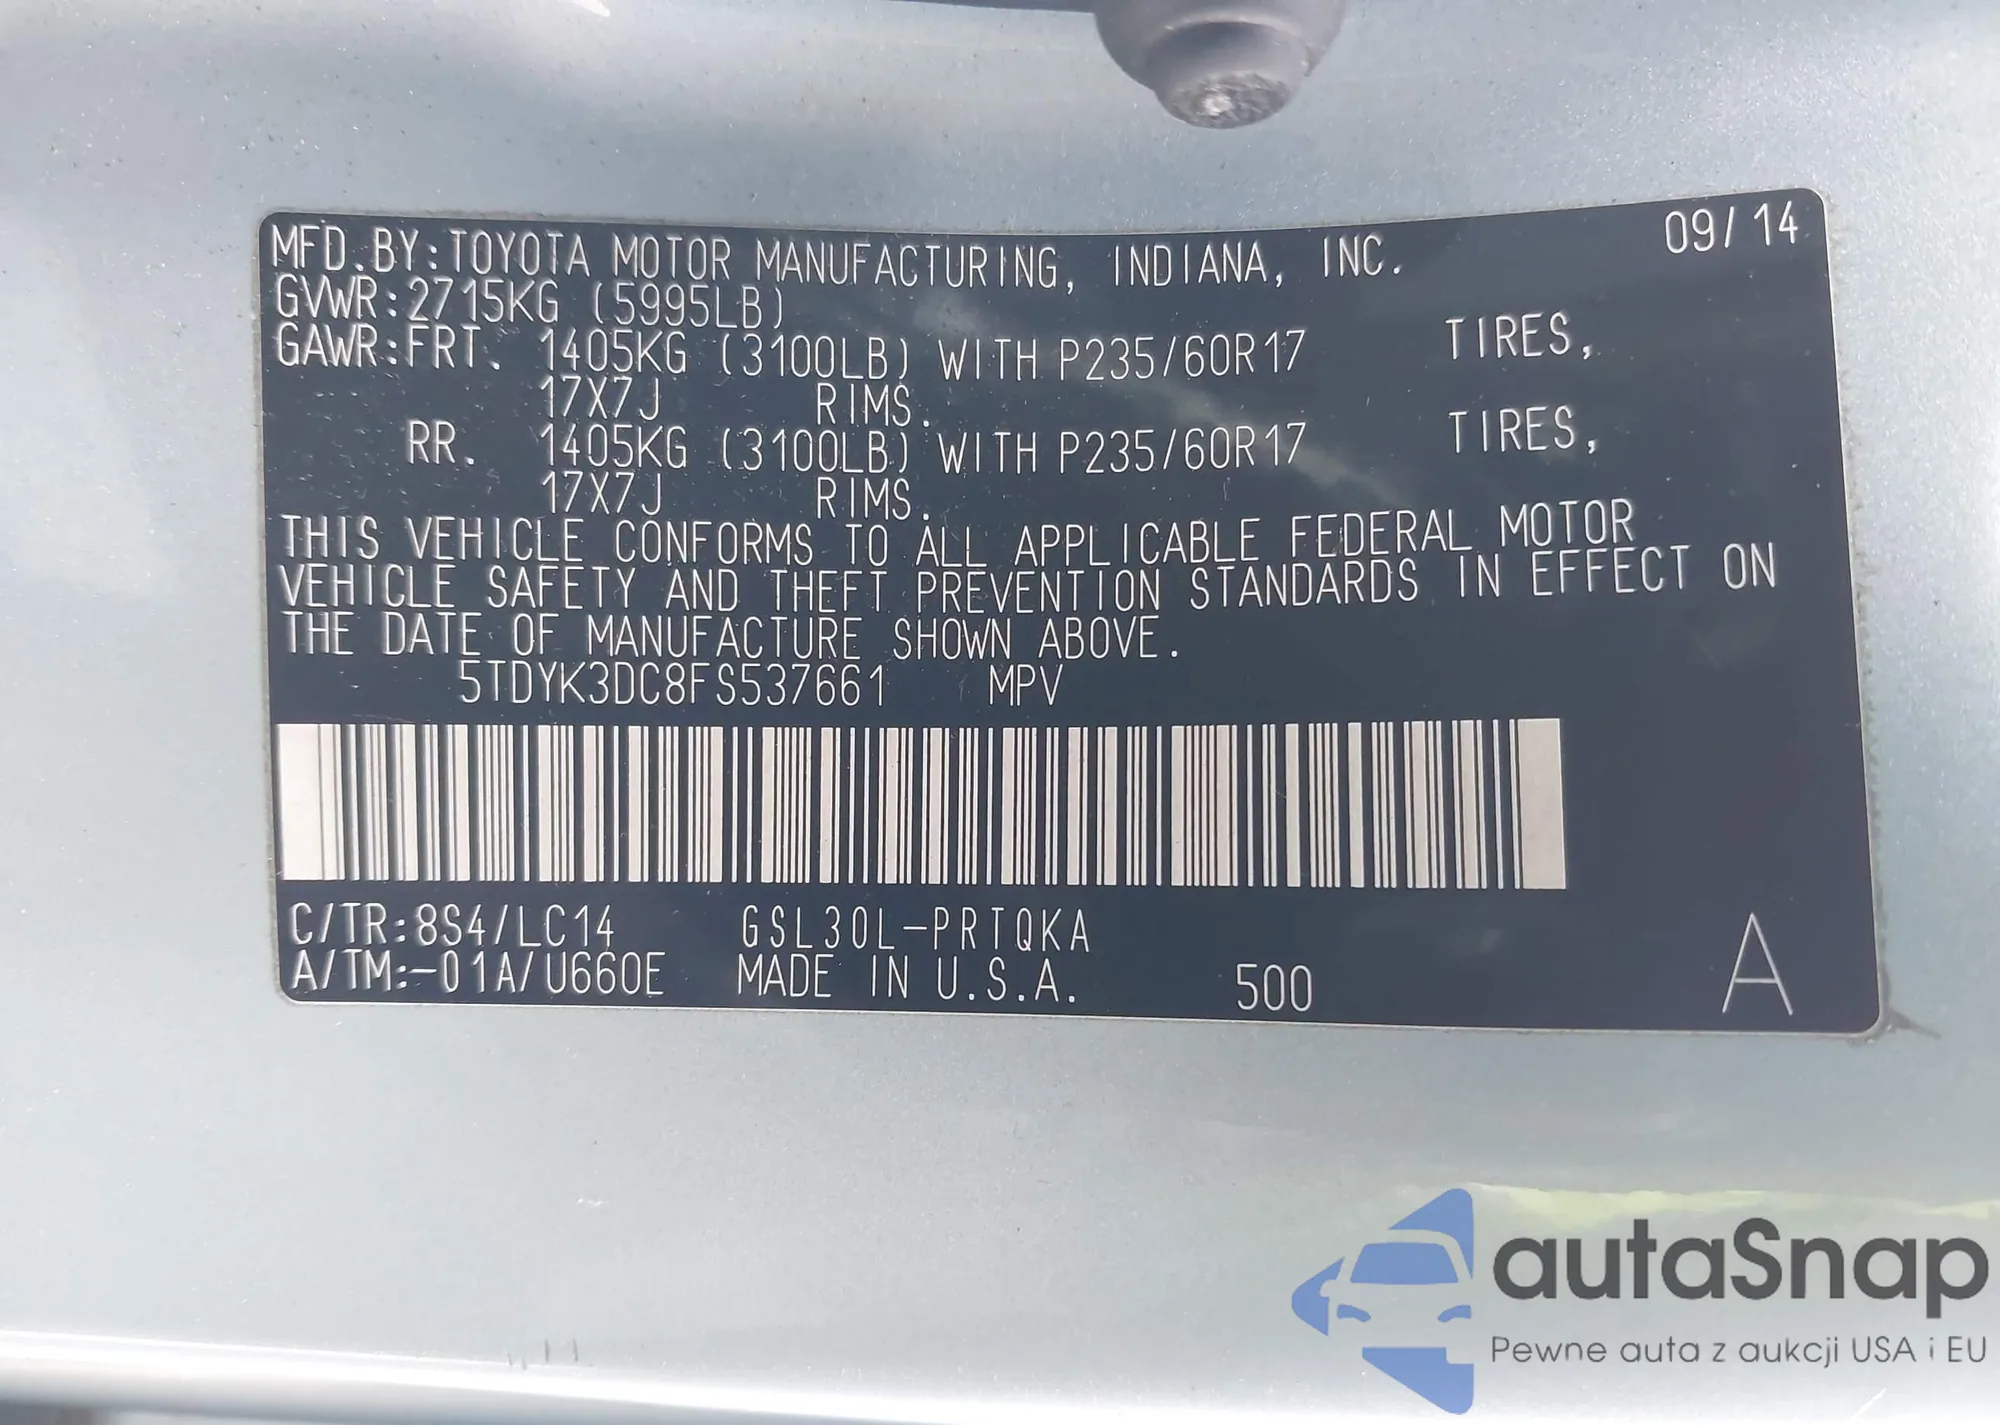 09/14
MFD.BY:TOYOTA MOTOR MANUFACTURING, INDIANA, INC.
GVWR:2715KG (5995LB)
GAWR:FRT. 1405KG (3100LB) WITH P235/60R17 TIRES,
17X7J RIMS.
RR. 1405KG (3100LB) WITH P235/60R17 TIRES,
17X7J RIMS.
THIS VEHICLE CONFORMS TO ALL APPLICABLE FEDERAL MOTOR
VEHICLE SAFETY AND THEFT PREVENTION STANDARDS IN EFFECT ON
THE DATE OF MANUFACTURE SHOWN ABOVE.
5TDYK3DC8FS537661 MPV
C/TR:8S4/LC14 GSL30L-PRTQKA
A/TM:-01A/U660E MADE IN U.S.A. 500 A
autaSnap
Pewne auta z aukcji USA i EU